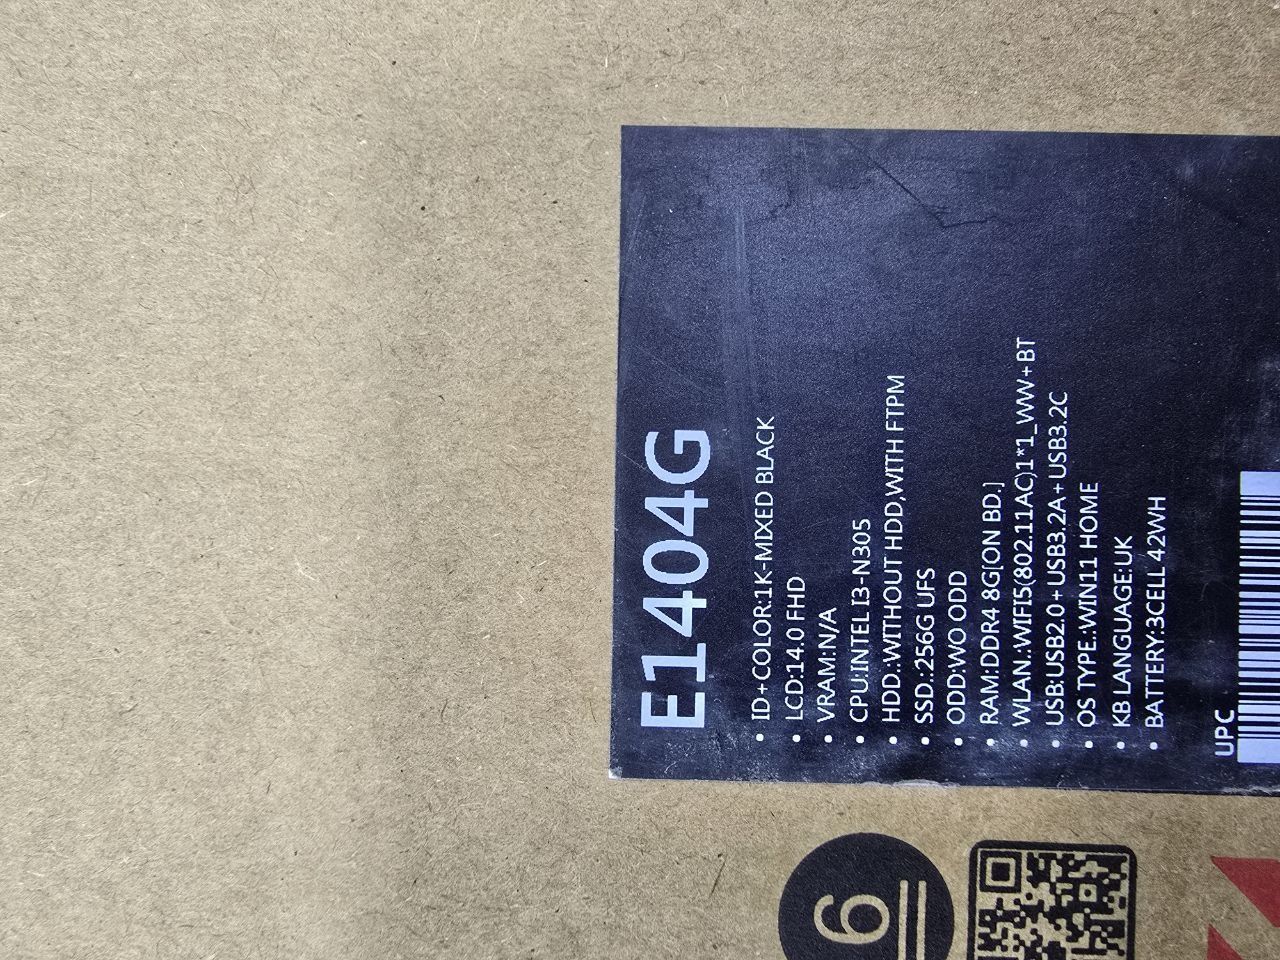 E1404G
• ID+COLOR:1K-MIXED BLACK
• LCD:14.0 FHD
• VRAM:N/A
• CPU:INTEL I3-N305
• HDD.:WITHOUT HDD,WITH FTPM
• SSD.:256G UFS
• ODD:WO ODD
• RAM:DDR4 8G[ON BD.]
• WLAN.:WIFI5(802.11AC)1*1_WW+BT
• USB:USB2.0+USB3.2A+USB3.2C
• OS TYPE.:WIN11 HOME
• KB LANGUAGE:UK
• BATTERY:3CELL 42WH
UPC
6